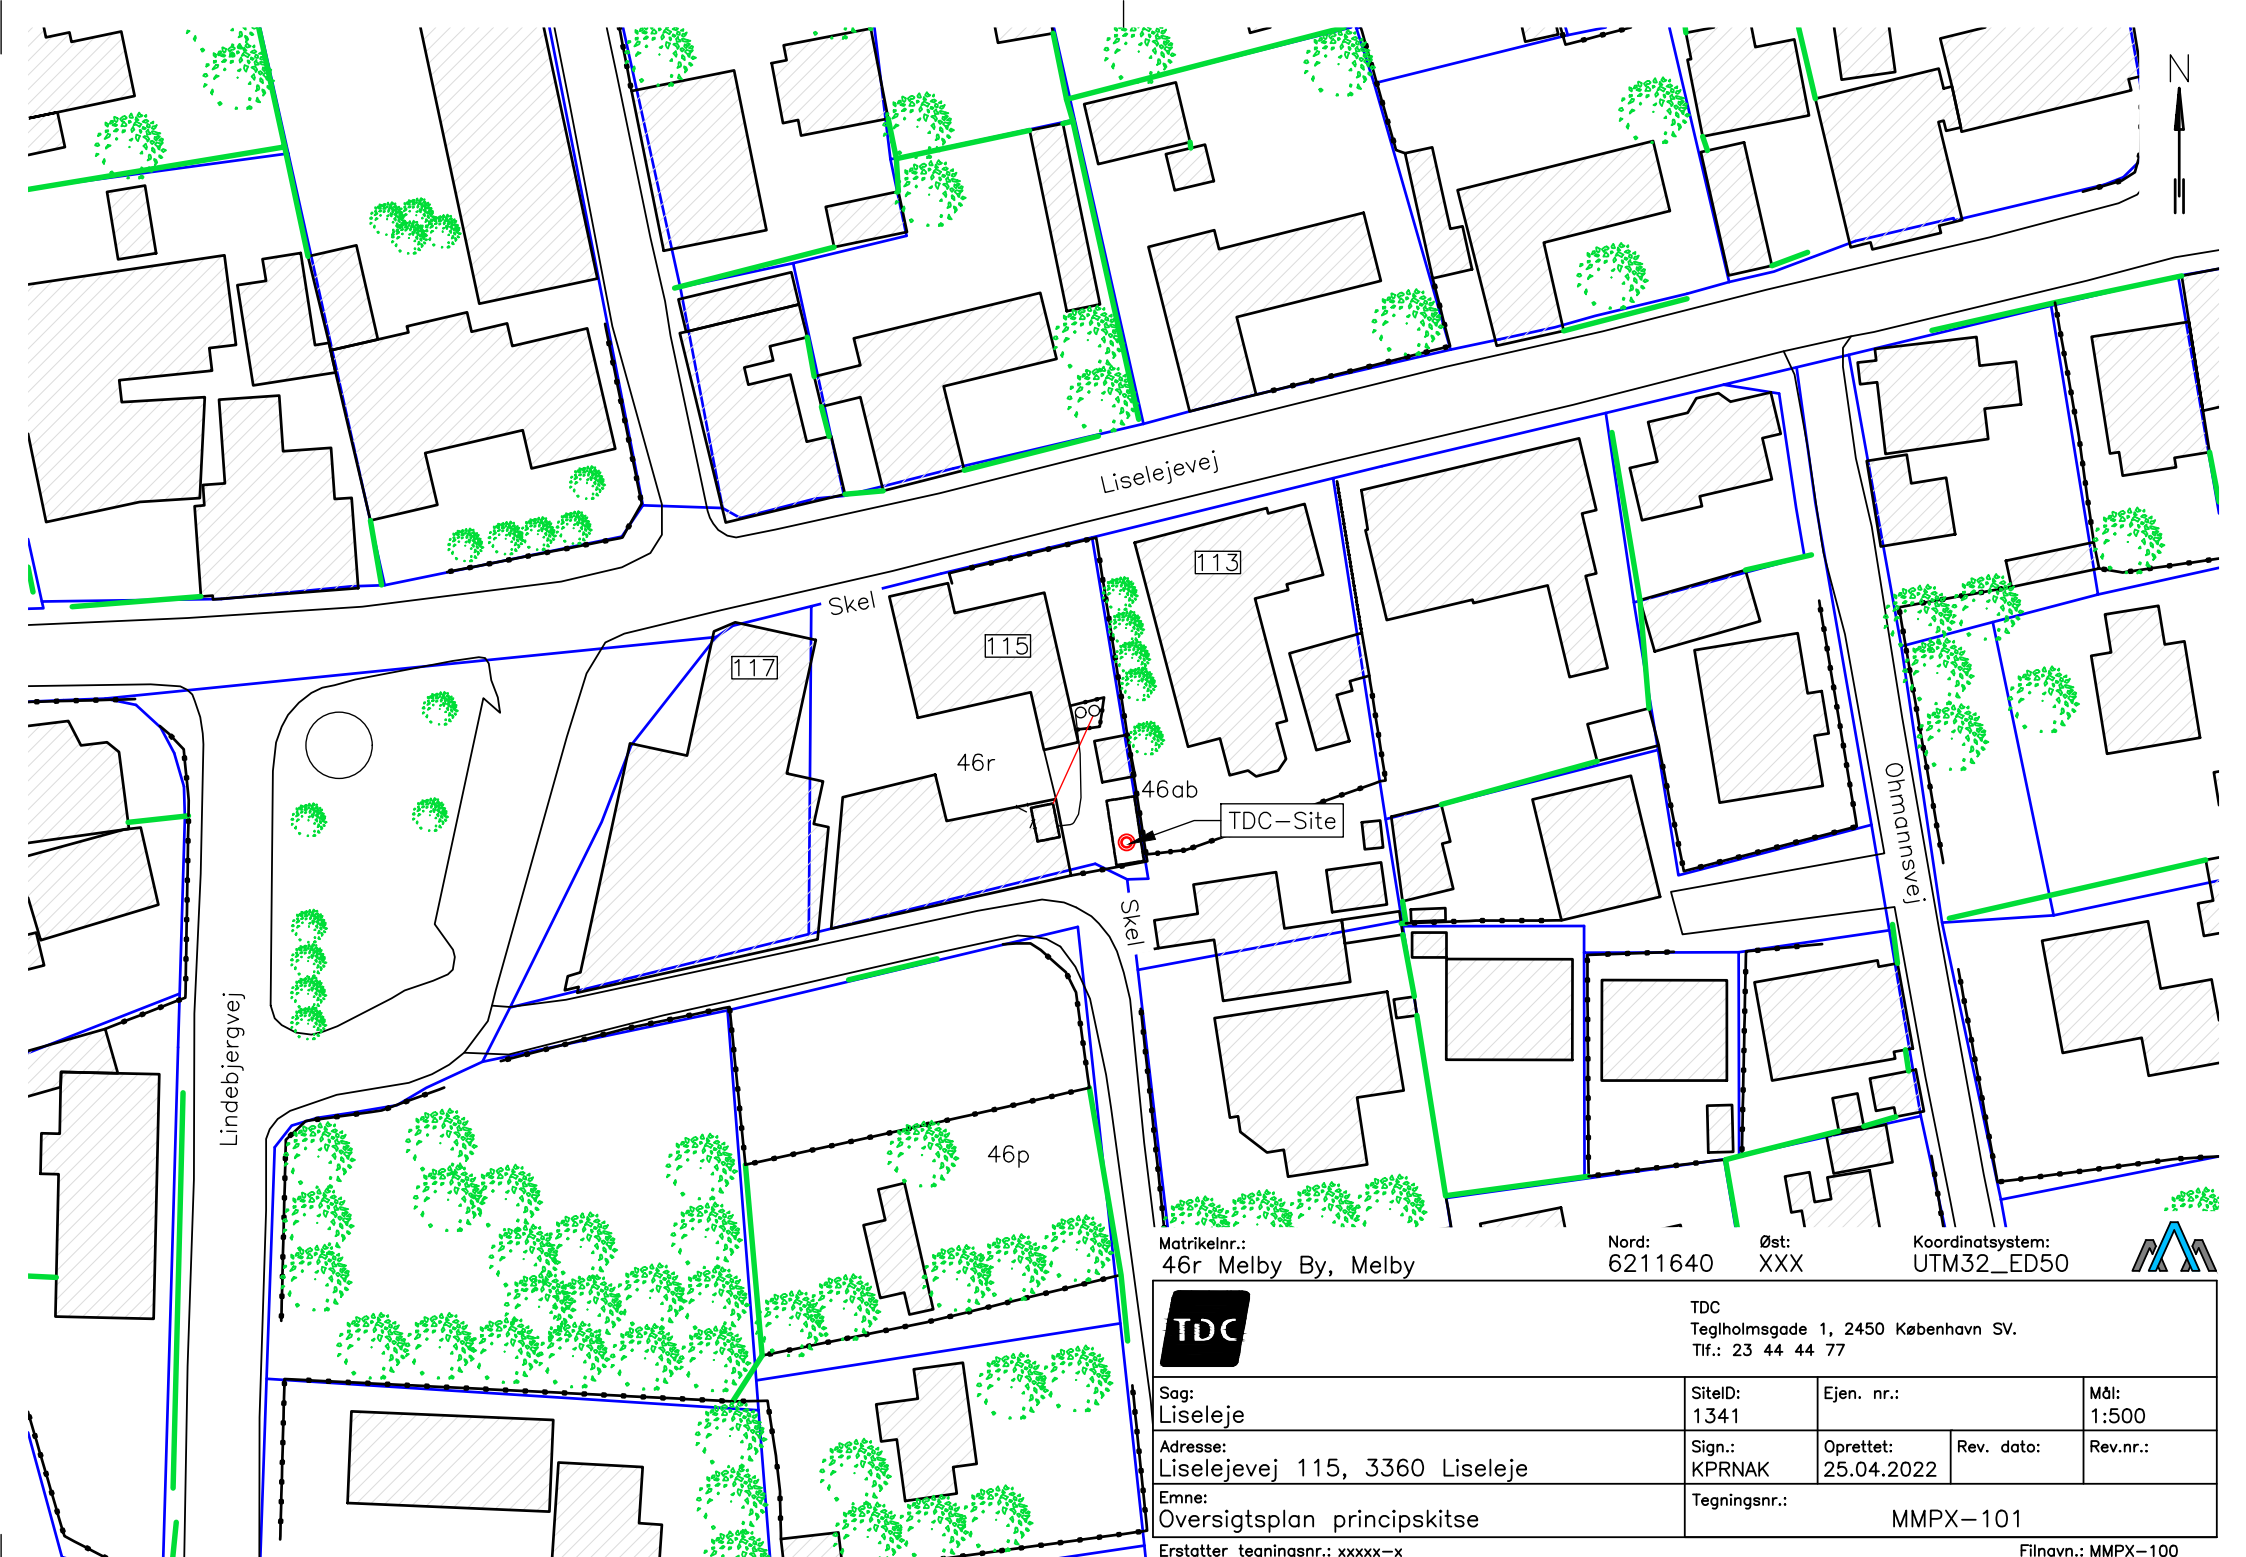 N
Liselejevej
113
Skel
115
117
46r
46ab
TDC-Site
Ohmannsvej
Skel
Lindebjergvej
46p
Matrikelnr.:
46r Melby By, Melby
Nord:
6211640
Øst:
XXX
Koordinatsystem:
UTM32_ED50
TDC
TDC
Teglholmsgade 1, 2450 København SV.
Tlf.: 23 44 44 77
Sag:
Liseleje
SiteID:
1341
Ejen. nr.:
Mål:
1:500
Adresse:
Liselejevej 115, 3360 Liseleje
Sign.:
KPRNAK
Oprettet:
25.04.2022
Rev. dato:
Rev.nr.:
Emne:
Oversigtsplan principskitse
Tegningsnr.:
MMPX-101
Erstatter tegningsnr.: xxxxx-x
Filnavn.: MMPX-100